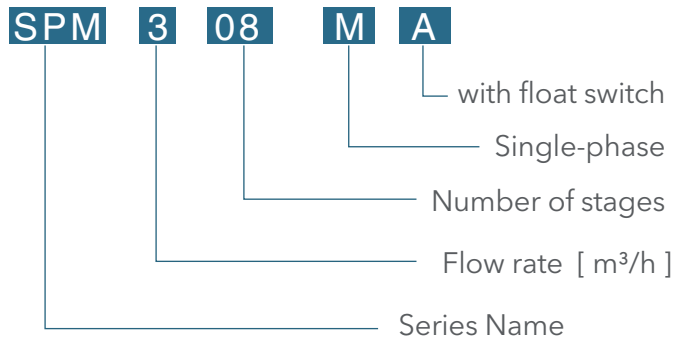 SPM 3 08 M A
with float switch
Single-phase
Number of stages
Flow rate [ m³/h ]
Series Name